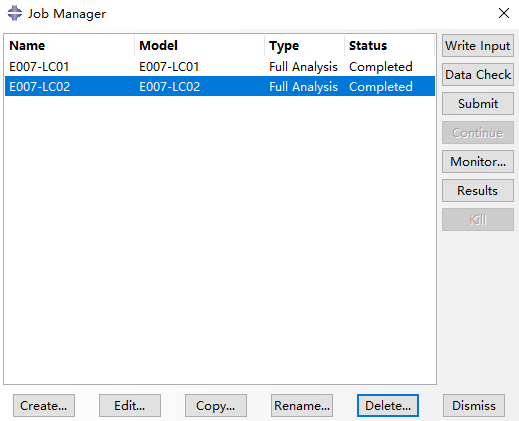 Job Manager
Name Model Type Status
E007-LC01 E007-LC01 Full Analysis Completed
E007-LC02 E007-LC02 Full Analysis Completed
Write Input
Data Check
Submit
Continue
Monitor...
Results
Kill
Create... Edit... Copy... Rename... Delete... Dismiss